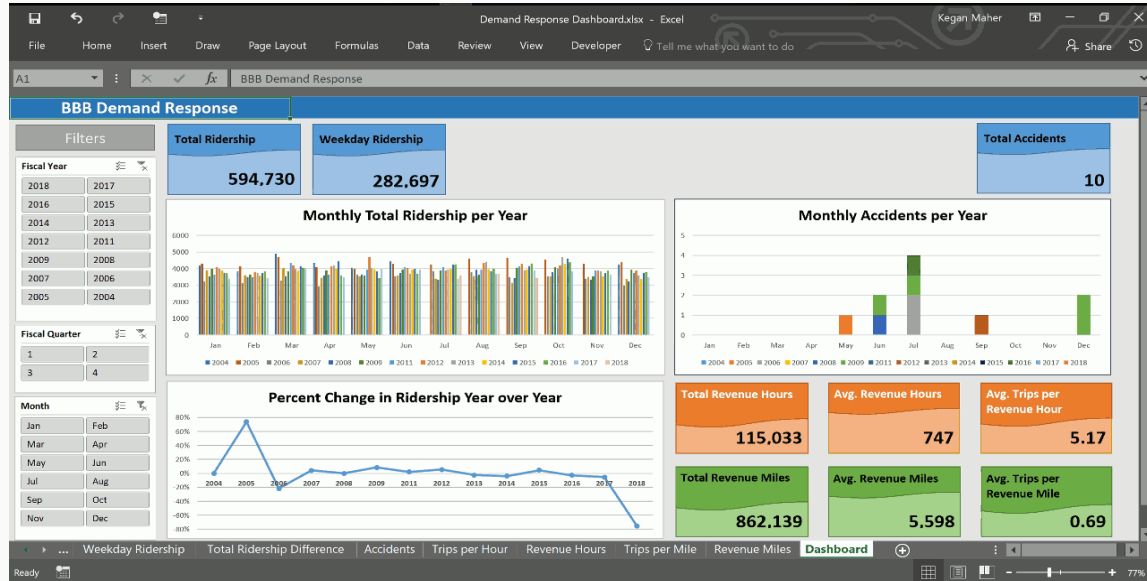 Demand Response Dashboard.xlsx - Excel
Kegan Maher
File Home Insert Draw Page Layout Formulas Data Review View Developer Tell me what you want to do Share
A1 fx BBB Demand Response
BBB Demand Response
Filters
Fiscal Year
2018 2017
2016 2015
2014 2013
2012 2011
2009 2008
2007 2006
2005 2004
Fiscal Quarter
1 2
3 4
Month
Jan Feb
Mar Apr
May Jun
Jul Aug
Sep Oct
Nov Dec
Total Ridership
594,730
Weekday Ridership
282,697
Total Accidents
10
Monthly Total Ridership per Year
6000
5000
4000
3000
2000
1000
0
Jan Feb Mar Apr May Jun Jul Aug Sep Oct Nov Dec
2004 2005 2006 2007 2008 2009 2011 2012 2013 2014 2015 2016 2017 2018
Monthly Accidents per Year
5
4
3
2
1
0
Jan Feb Mar Apr May Jun Jul Aug Sep Oct Nov Dec
2004 2005 2006 2007 2008 2009 2011 2012 2013 2014 2015 2016 2017 2018
Percent Change in Ridership Year over Year
80%
60%
40%
20%
0%
-20%
-40%
-60%
-80%
2004 2005 2006 2007 2008 2009 2011 2012 2013 2014 2015 2016 2017 2018
Total Revenue Hours
115,033
Avg. Revenue Hours
747
Avg. Trips per
Revenue Hour
5.17
Total Revenue Miles
862,139
Avg. Revenue Miles
5,598
Avg. Trips per
Revenue Mile
0.69
... Weekday Ridership Total Ridership Difference Accidents Trips per Hour Revenue Hours Trips per Mile Revenue Miles Dashboard
Ready
77%